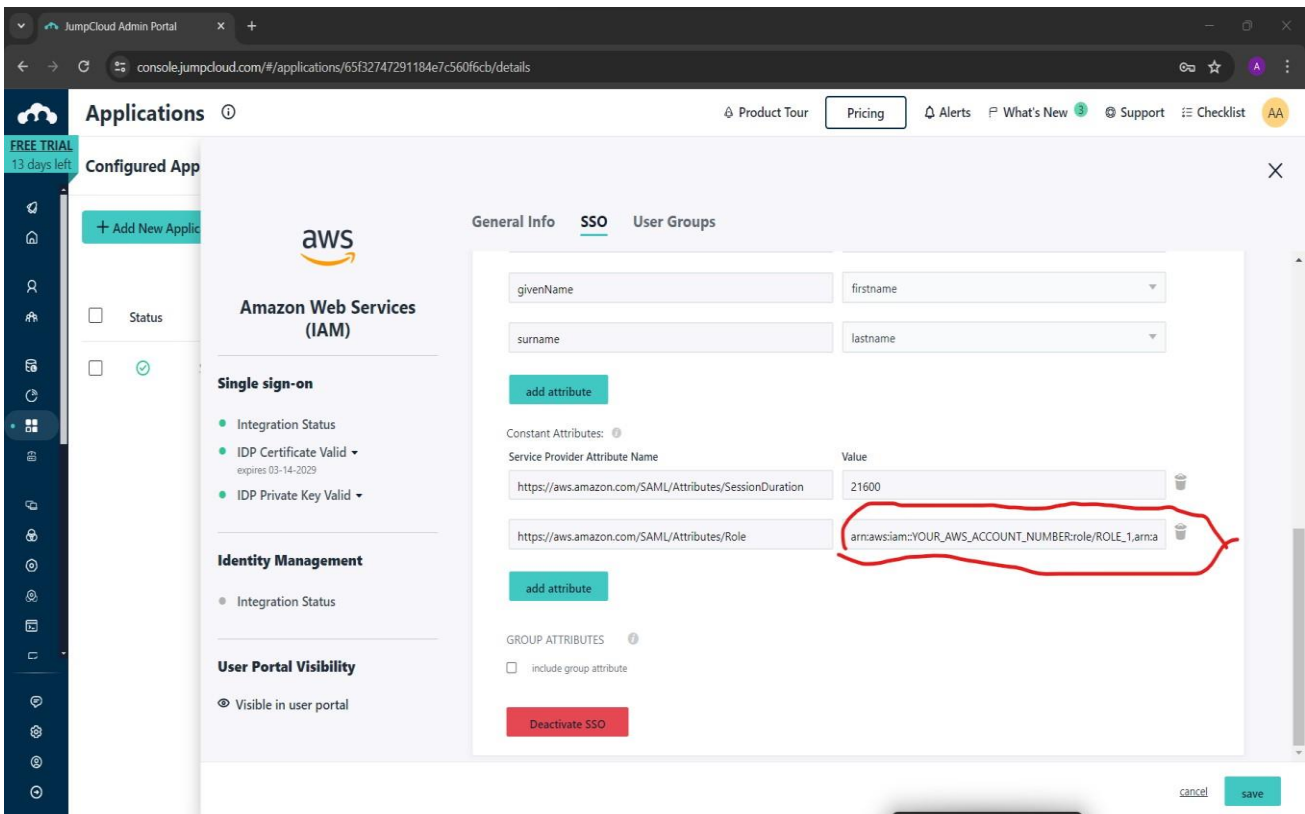 JumpCloud Admin Portal
console.jumpcloud.com/#/applications/65f32747291184e7c560f6cb/details
A
Applications
Product Tour
Pricing
Alerts
What's New 3
Support
Checklist
AA
FREE TRIAL
13 days left
Configured App
+ Add New Applic
Status
aws
Amazon Web Services
(IAM)
Single sign-on
Integration Status
IDP Certificate Valid
expires 03-14-2029
IDP Private Key Valid
Identity Management
Integration Status
User Portal Visibility
Visible in user portal
General Info SSO User Groups
givenName firstname
surname lastname
add attribute
Constant Attributes:
Service Provider Attribute Name Value
https://aws.amazon.com/SAML/Attributes/SessionDuration 21600
https://aws.amazon.com/SAML/Attributes/Role arn:aws:iam::YOUR_AWS_ACCOUNT_NUMBER:role/ROLE_1,arn:a
add attribute
GROUP ATTRIBUTES
include group attribute
Deactivate SSO
cancel save